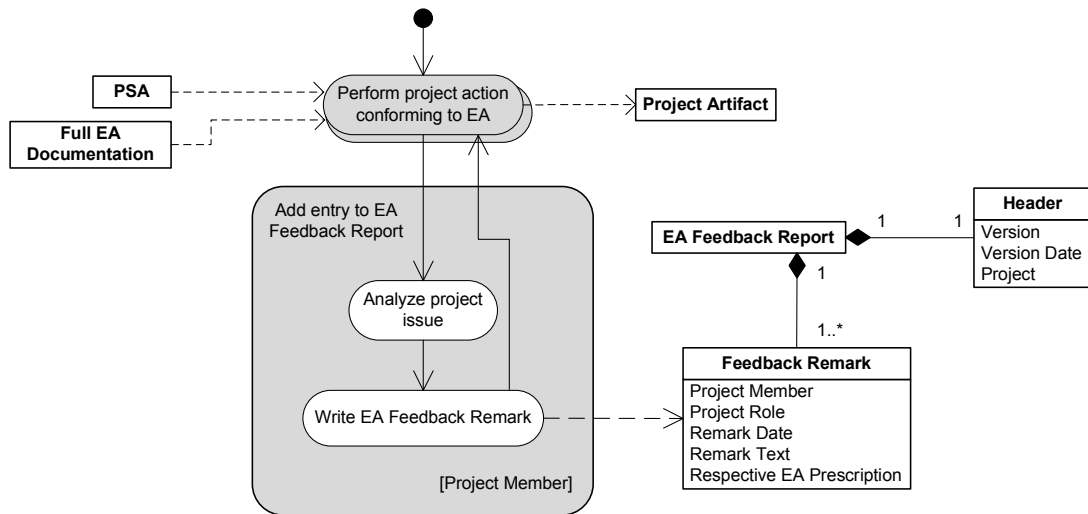 PSA
Full EA
Documentation
Perform project action
conforming to EA
Project Artifact
Add entry to EA
Feedback Report
Analyze project
issue
Write EA Feedback Remark
[Project Member]
EA Feedback Report
1
1
Header
Version
Version Date
Project
1
1..*
Feedback Remark
Project Member
Project Role
Remark Date
Remark Text
Respective EA Prescription